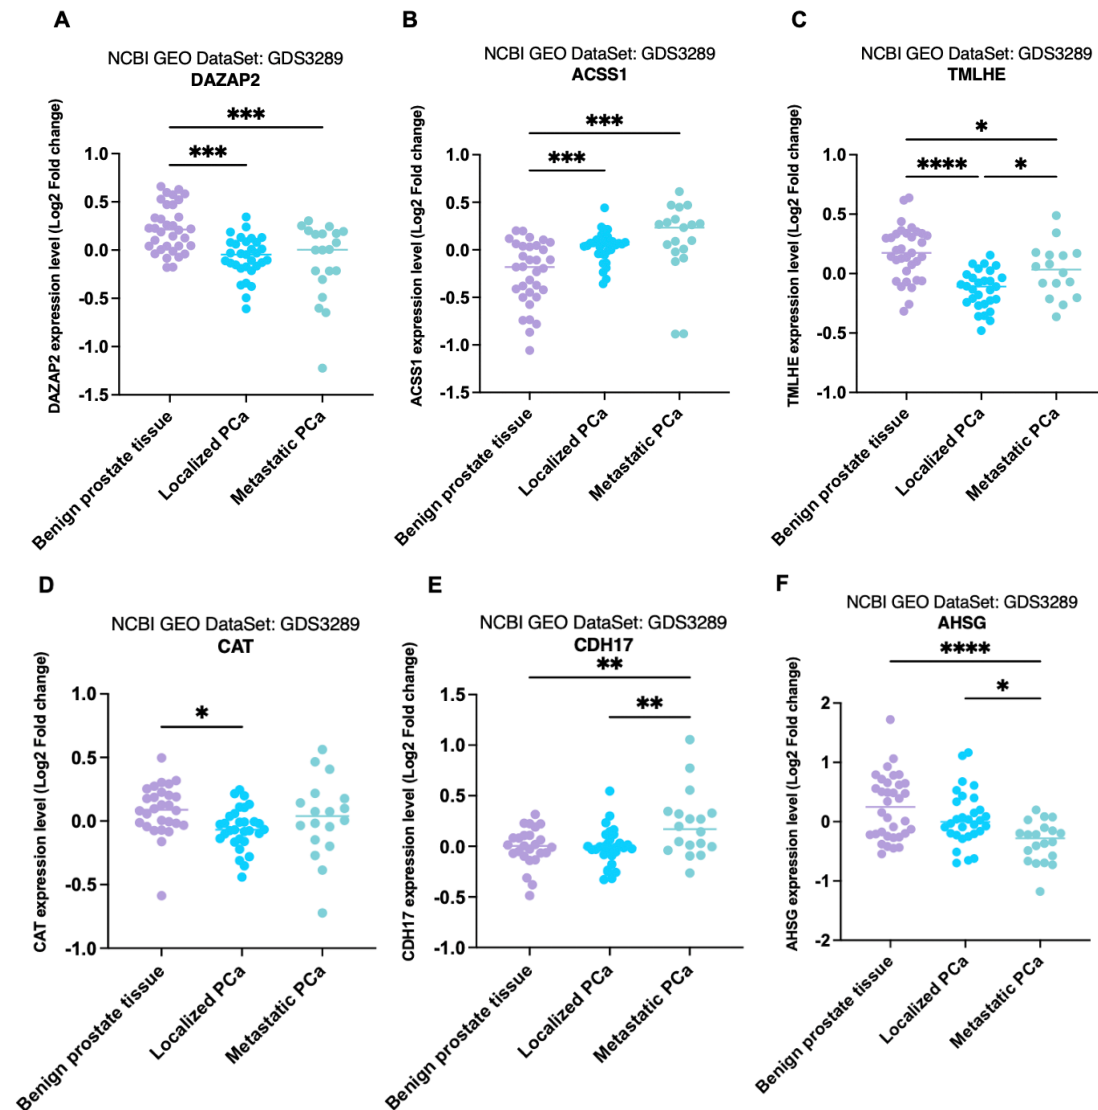 A
NCBI GEO DataSet: GDS3289
DAZAP2
DAZAP2 expression level (Log2 Fold change)
***
***
1.0
0.5
0.0
-0.5
-1.0
-1.5
Benign prostate tissue
Localized PCa
Metastatic PCa
B
NCBI GEO DataSet: GDS3289
ACSS1
ACSS1 expression level (Log2 Fold change)
***
***
1.0
0.5
0.0
-0.5
-1.0
-1.5
Benign prostate tissue
Localized PCa
Metastatic PCa
C
NCBI GEO DataSet: GDS3289
TMLHE
TMLHE expression level (Log2 Fold change)
*
****
*
1.0
0.5
0.0
-0.5
-1.0
Benign prostate tissue
Localized PCa
Metastatic PCa
D
NCBI GEO DataSet: GDS3289
CAT
CAT expression level (Log2 Fold change)
*
1.0
0.5
0.0
-0.5
-1.0
Benign prostate tissue
Localized PCa
Metastatic PCa
E
NCBI GEO DataSet: GDS3289
CDH17
CDH17 expression level (Log2 Fold change)
**
**
1.5
1.0
0.5
0.0
-0.5
-1.0
Benign prostate tissue
Localized PCa
Metastatic PCa
F
NCBI GEO DataSet: GDS3289
AHSG
AHSG expression level (Log2 Fold change)
****
*
2
1
0
-1
-2
Benign prostate tissue
Localized PCa
Metastatic PCa